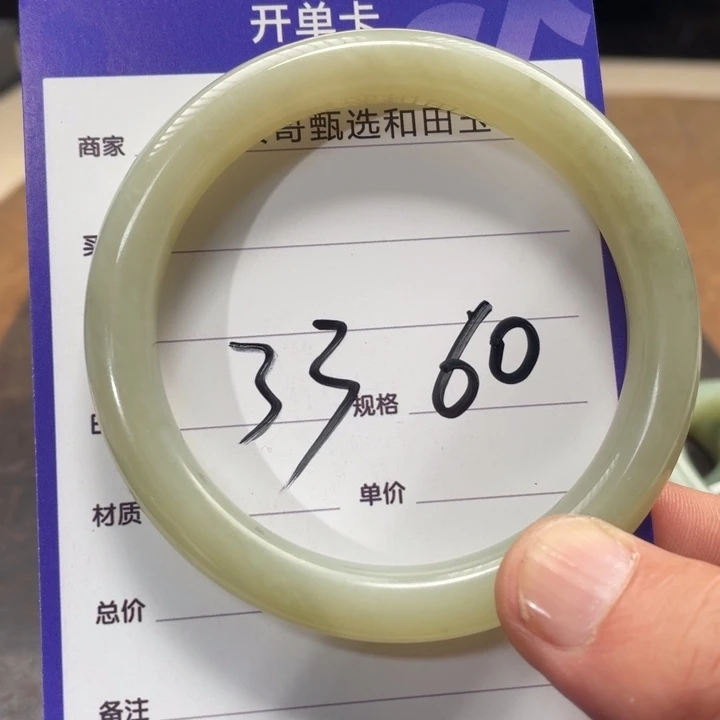 开单卡
商家 哥甄选和田玉
33 60
规格
材质 单价
总价
备注